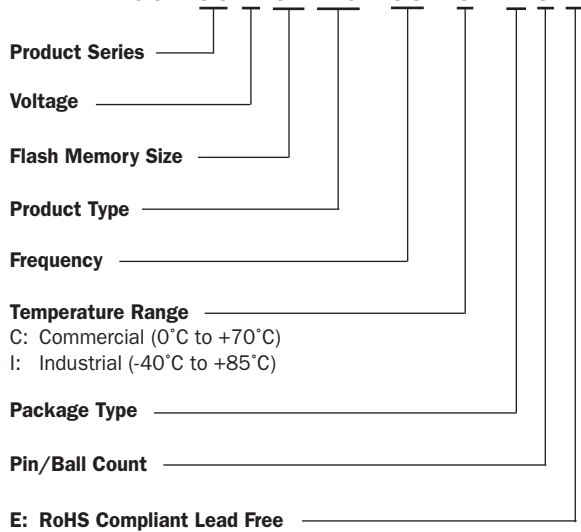 Product Series
Voltage
Flash Memory Size
Product Type
Frequency
Temperature Range
C: Commercial (0˚C to +70˚C)
I: Industrial (-40˚C to +85˚C)
Package Type
Pin/Ball Count
E: RoHS Compliant Lead Free